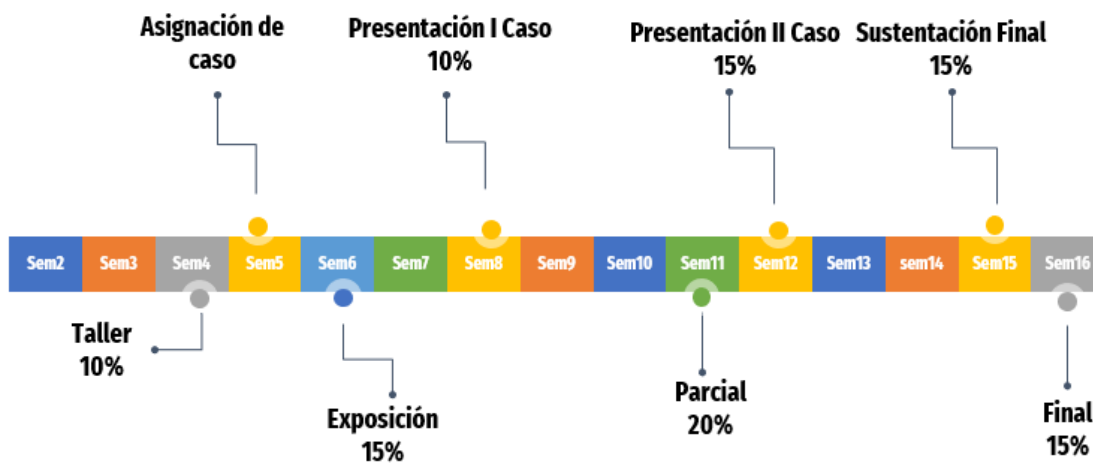 Asignación de
caso
Presentación I Caso
10%
Presentación II Caso
15%
Sustentación Final
15%
Sem2
Sem3
Sem4
Sem5
Sem6
Sem7
Sem8
Sem9
Sem10
Sem11
Sem12
Sem13
sem14
Sem15
Sem16
Taller
10%
Exposición
15%
Parcial
20%
Final
15%